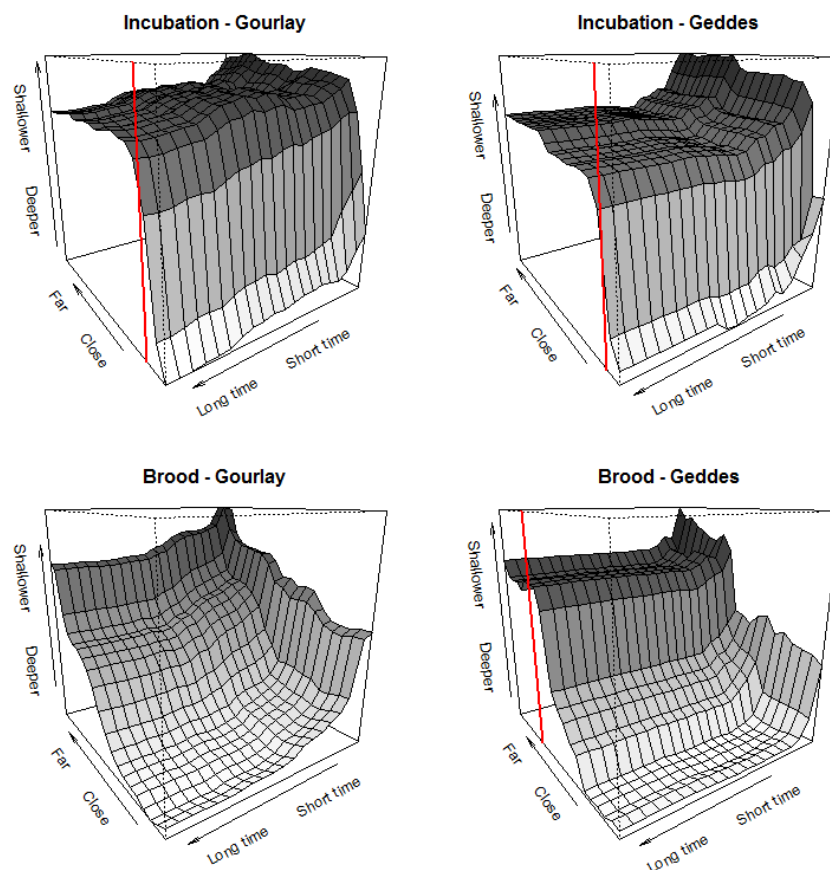 Incubation - Gourlay
Shallower
Deeper
Far
Close
Long time
Short time
Incubation - Geddes
Shallower
Deeper
Far
Close
Long time
Short time
Brood - Gourlay
Shallower
Deeper
Far
Close
Long time
Short time
Brood - Geddes
Shallower
Deeper
Far
Close
Long time
Short time